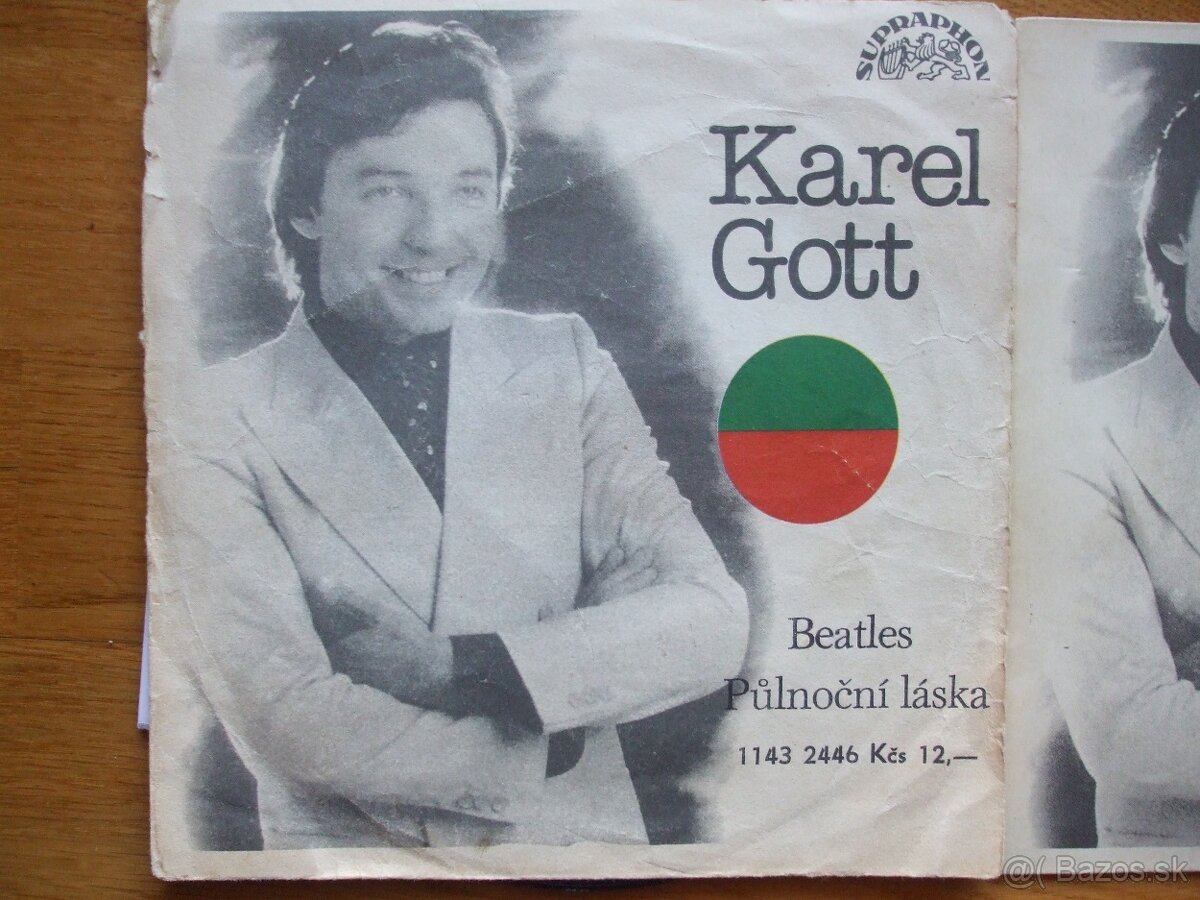 SUPRAPHON
Karel
Gott
Beatles
Půlnoční láska
1143 2446 Kčs 12,—
@( Bazos.sk